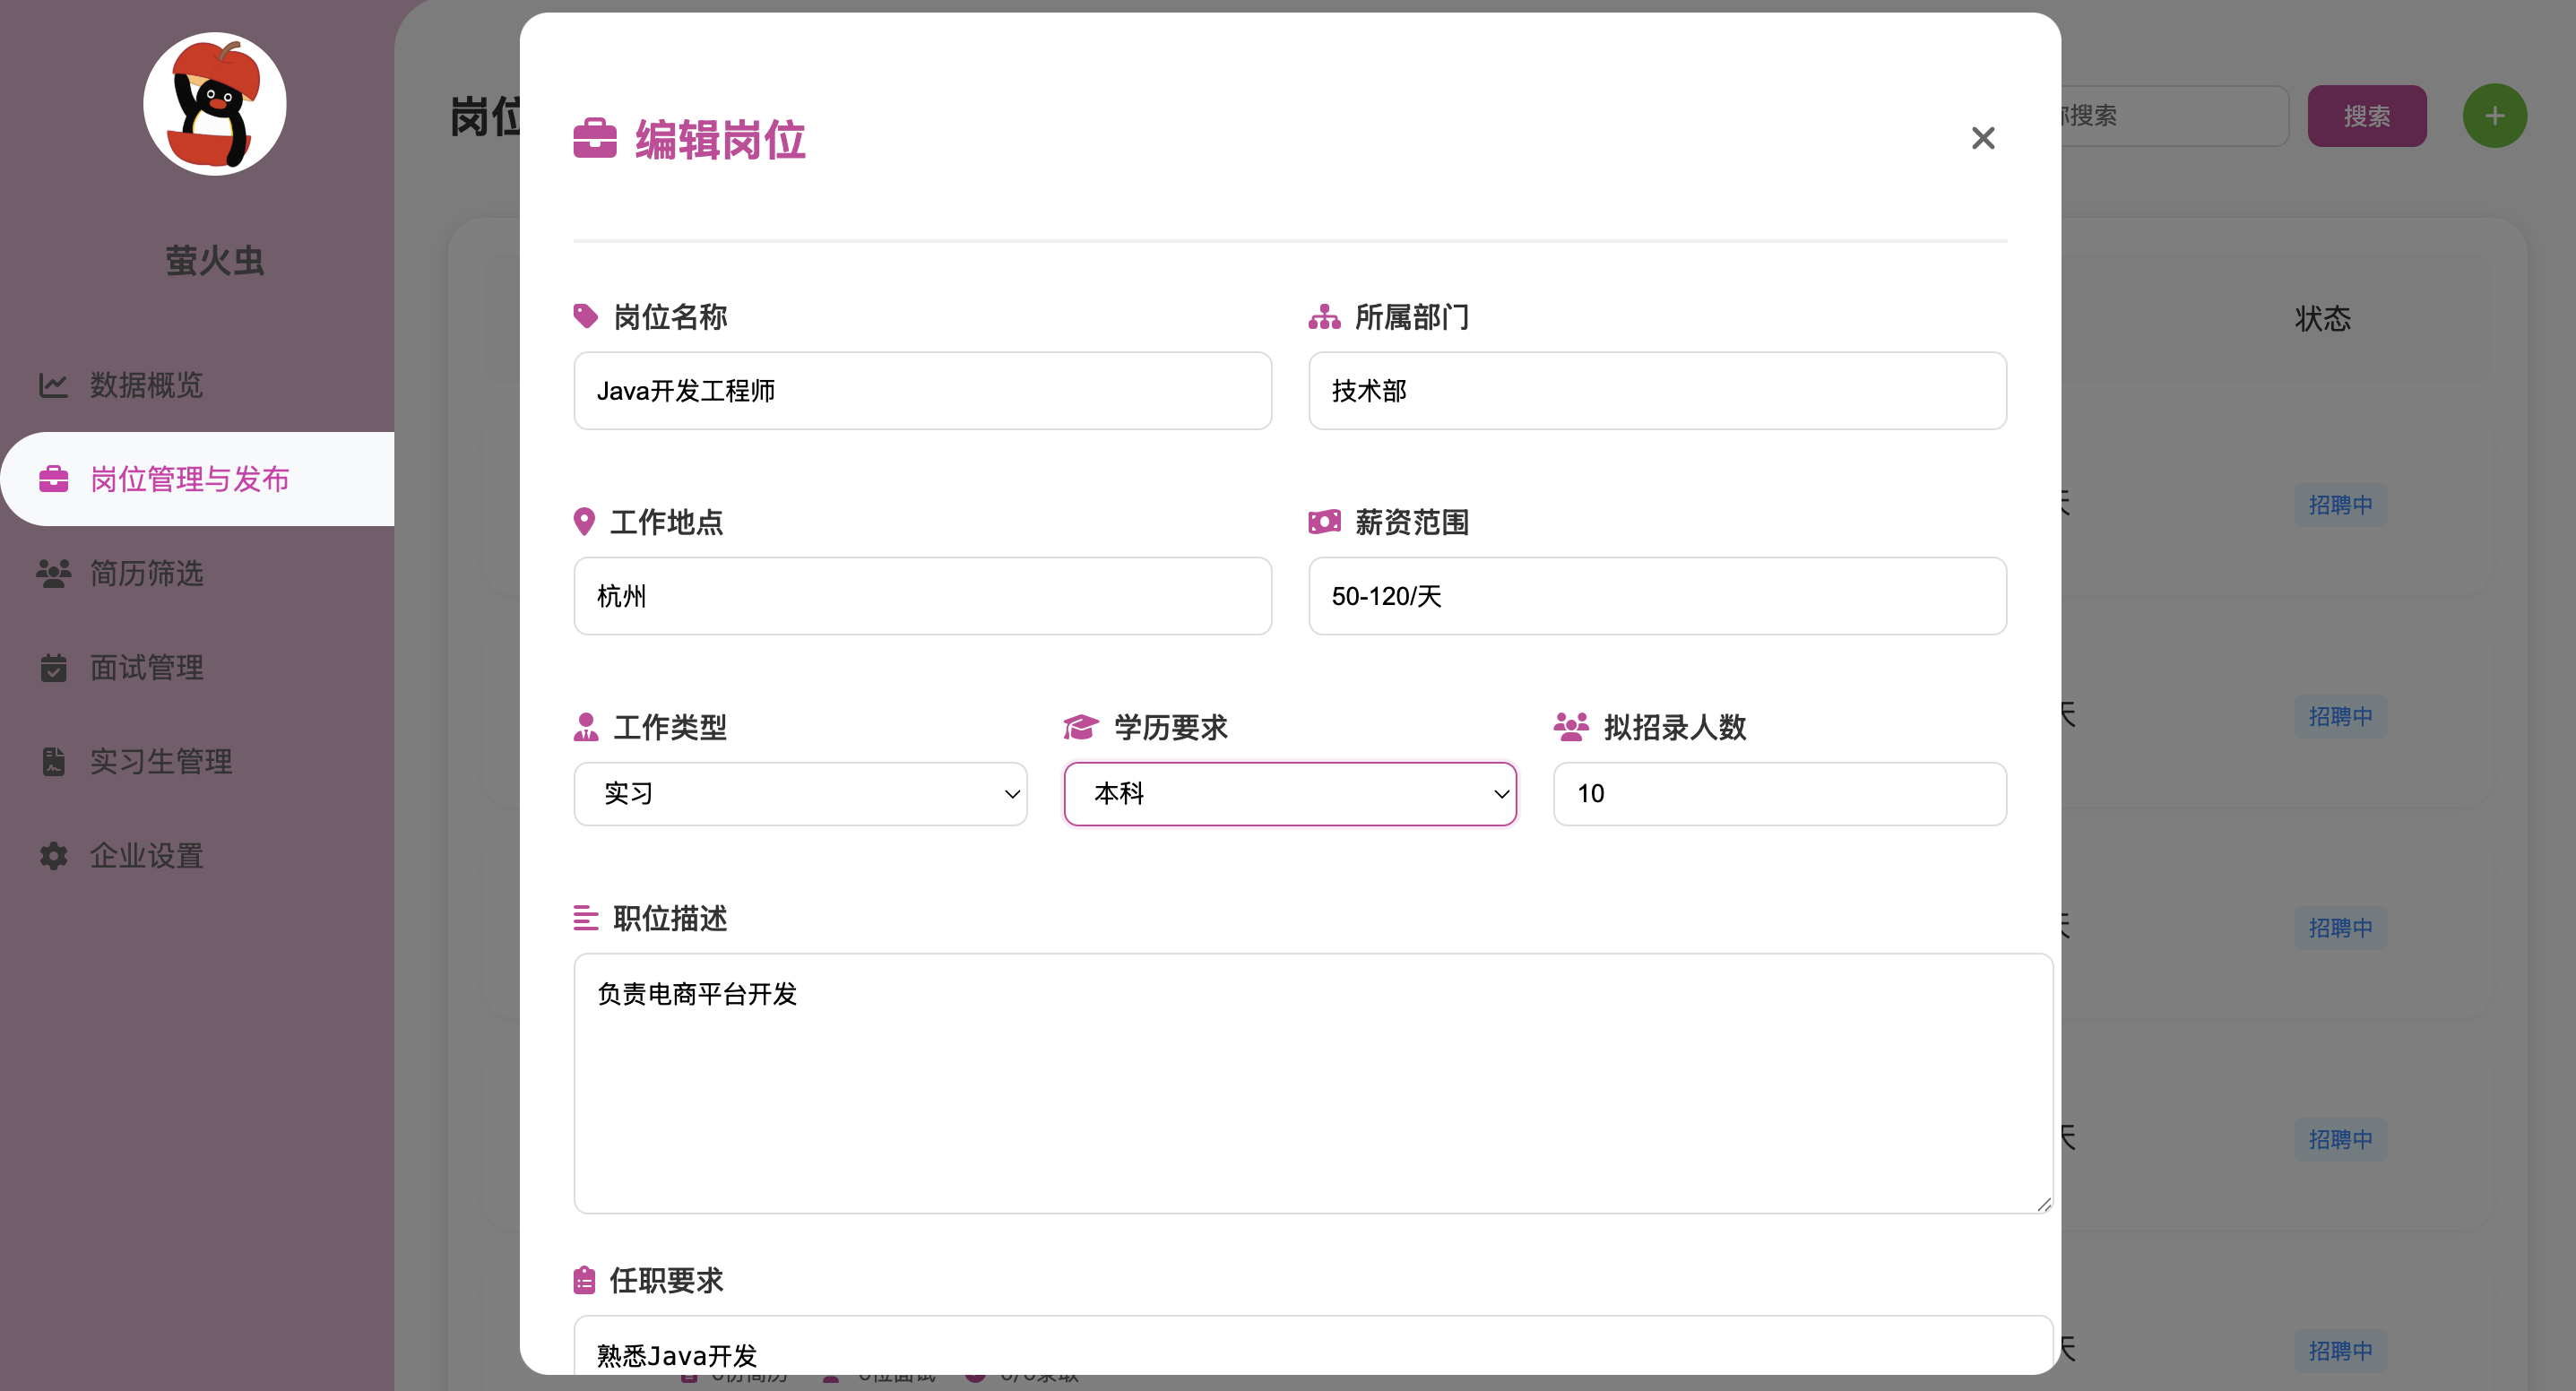 萤火虫
数据概览
岗位管理与发布
简历筛选
面试管理
实习生管理
企业设置
岗位
搜索
搜索
+
状态
天
招聘中
天
招聘中
天
招聘中
天
招聘中
天
招聘中
编辑岗位
岗位名称
所属部门
Java开发工程师
技术部
工作地点
薪资范围
杭州
50-120/天
工作类型
学历要求
拟招录人数
实习
本科
10
职位描述
负责电商平台开发
任职要求
熟悉Java开发